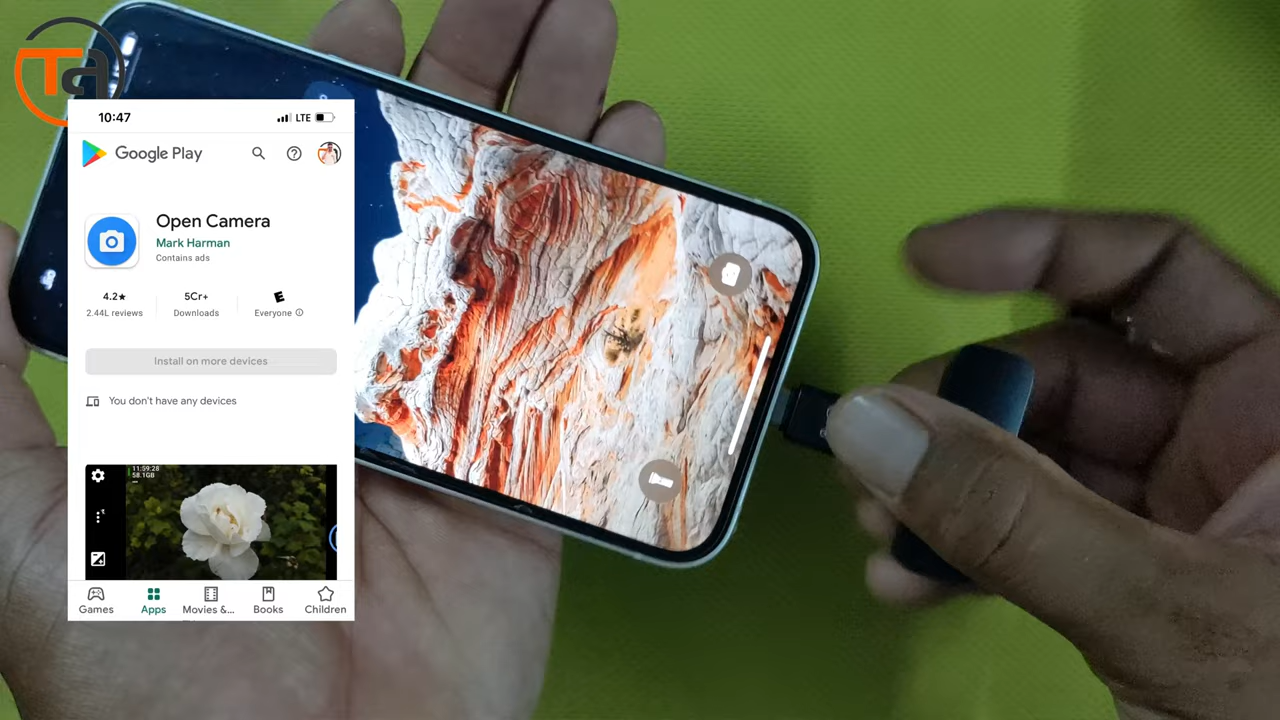 Ta
10:47
LTE
Google Play
Open Camera
Mark Harman
Contains ads
4.2★
2.44L reviews
5Cr+
Downloads
E
Everyone
Install on more devices
You don't have any devices
11:59:28
58.1GB
Games
Apps
Movies &...
Books
Children